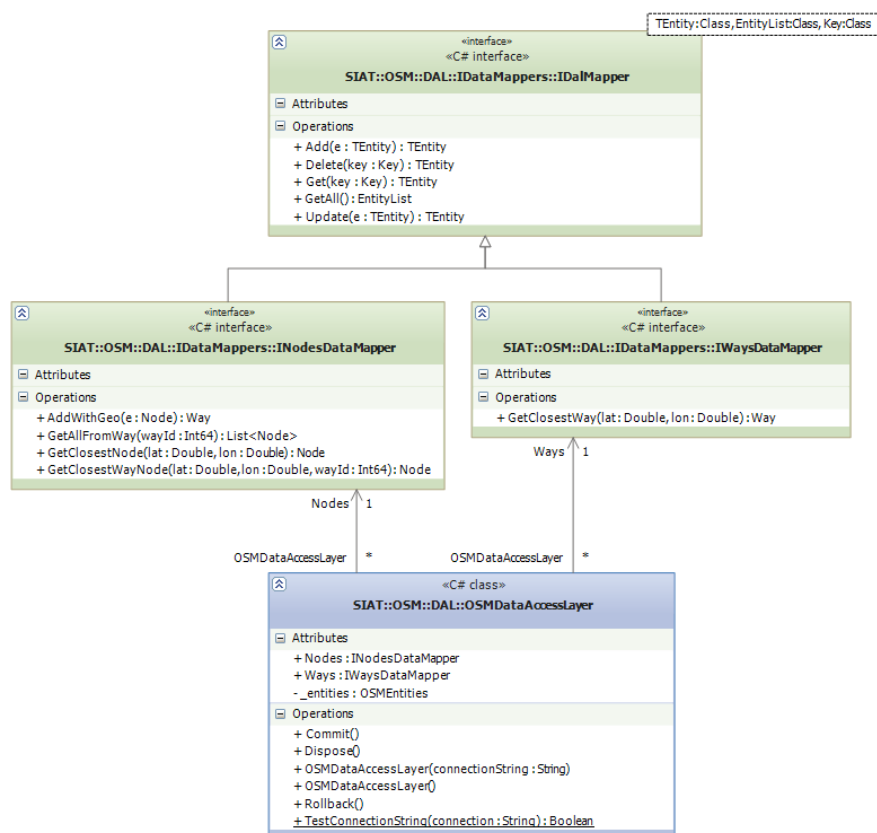 TEntity:Class,EntityList:Class, Key:Class
«interface»
«C# interface»
SIAT::OSM::DAL::IDataMappers::IDalMapper
Attributes
Operations
+ Add(e : TEntity) : TEntity
+ Delete(key : Key) : TEntity
+ Get(key : Key) : TEntity
+ GetAll() : EntityList
+ Update(e : TEntity) : TEntity
«interface»
«C# interface»
SIAT::OSM::DAL::IDataMappers::INodesDataMapper
Attributes
Operations
+ AddWithGeo(e : Node) : Way
+ GetAllFromWay(wayId : Int64) : List<Node>
+ GetClosestNode(lat : Double, lon : Double) : Node
+ GetClosestWayNode(lat : Double, lon : Double, wayId : Int64) : Node
«interface»
«C# interface»
SIAT::OSM::DAL::IDataMappers::IWaysDataMapper
Attributes
Operations
+ GetClosestWay(lat : Double, lon : Double) : Way
Nodes 1
Ways 1
OSMDataAccessLayer *
OSMDataAccessLayer *
«C# class»
SIAT::OSM::DAL::OSMDataAccessLayer
Attributes
+ Nodes : INodesDataMapper
+ Ways : IWaysDataMapper
- _entities : OSMEntities
Operations
+ Commit()
+ Dispose()
+ OSMDataAccessLayer(connectionString : String)
+ OSMDataAccessLayer()
+ Rollback()
+ TestConnectionString(connection : String) : Boolean